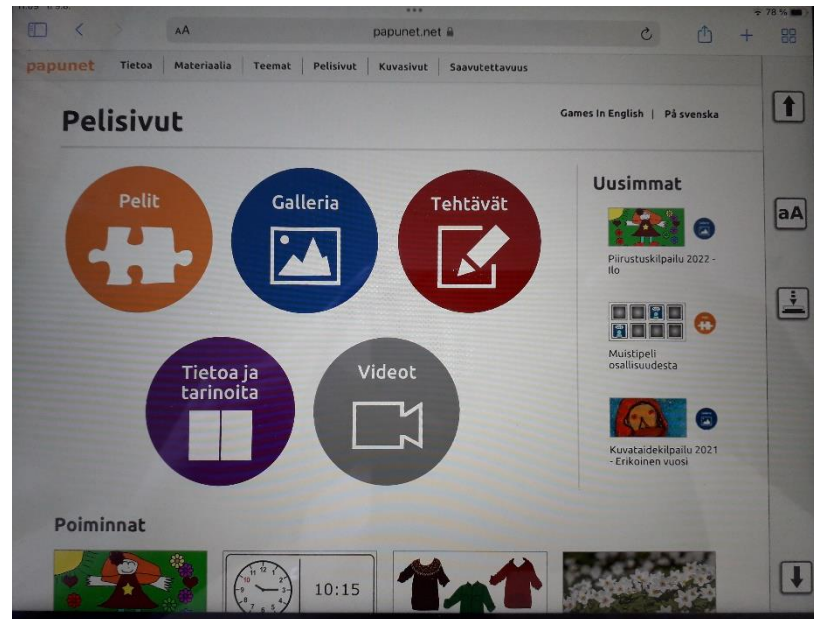 78 %
AA
papunet.net
papunet Tietoa Materiaalia Teemat Pelisivut Kuvasivut Saavutettavuus
Pelisivut
Games In English | På svenska
Pelit
Galleria
Tehtävät
Tietoa ja
tarinoita
Videot
Uusimmat
Piirustuskilpailu 2022 -
Ilo
Muistipeli
osallisuudesta
Kuvataidekilpailu 2021
- Erikoinen vuosi
aA
Poiminnat
10:15